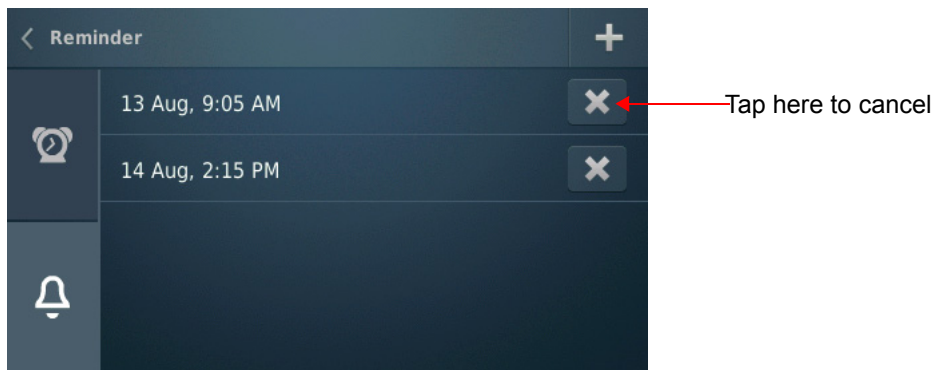 Reminder
13 Aug, 9:05 AM
Tap here to cancel
14 Aug, 2:15 PM